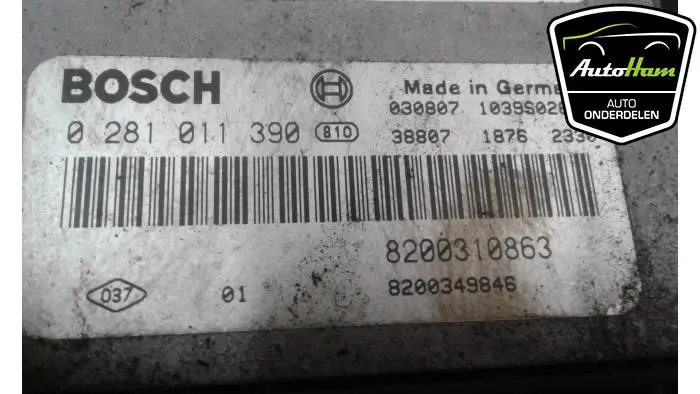 BOSCH
Made in Germa
030807 1039S02
0 281 011 390 810
38807 1876 233
8200310863
8200349846
037
01
AutoHam
AUTO
ONDERDELEN